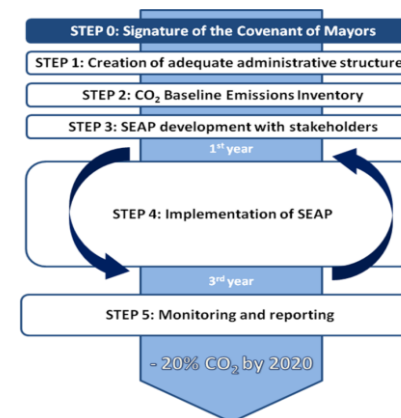 STEP 0: Signature of the Covenant of Mayors
STEP 1: Creation of adequate administrative structure
STEP 2: CO₂ Baseline Emissions Inventory
STEP 3: SEAP development with stakeholders
1st year
STEP 4: Implementation of SEAP
3rd year
STEP 5: Monitoring and reporting
- 20% CO₂ by 2020